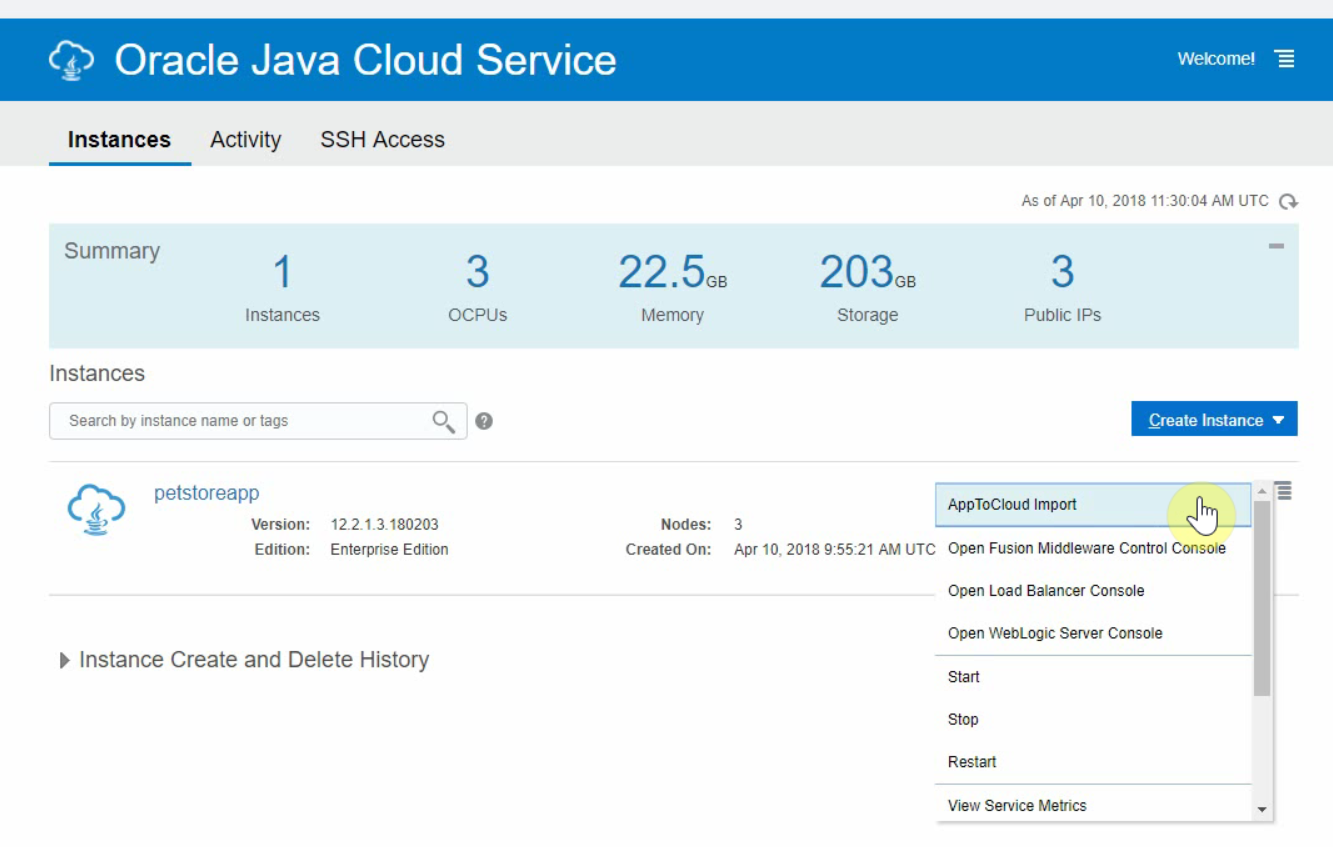 Oracle Java Cloud Service
Welcome!
Instances Activity SSH Access
As of Apr 10, 2018 11:30:04 AM UTC
Summary
1 3 22.5GB 203GB 3
Instances OCPUs Memory Storage Public IPs
Instances
Search by instance name or tags
?
Create Instance
petstoreapp
Version: 12.2.1.3.180203 Nodes: 3
Edition: Enterprise Edition Created On: Apr 10, 2018 9:55:21 AM UTC
AppToCloud Import
Open Fusion Middleware Control Console
Open Load Balancer Console
Open WebLogic Server Console
Start
Stop
Restart
View Service Metrics
Instance Create and Delete History